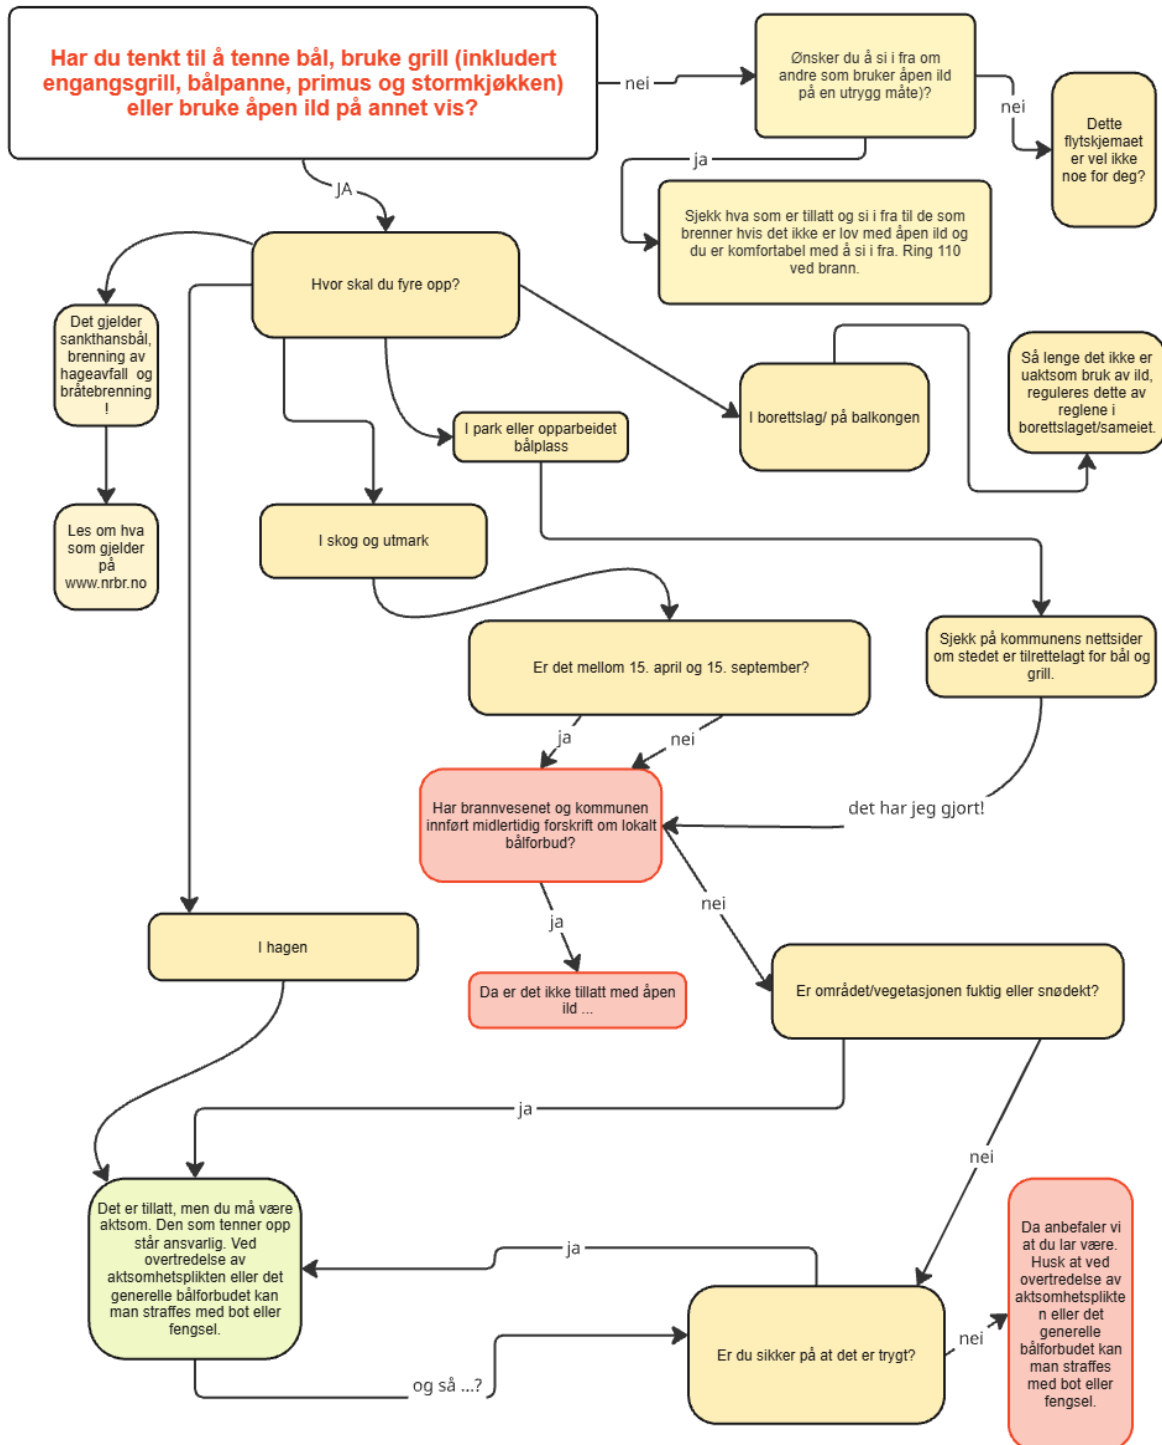 Har du tenkt til å tenne bål, bruke grill (inkludert
engangsgrill, bålpanne, primus og stormkjøkken)
eller bruke åpen ild på annet vis?
nei
Ønsker du å si i fra om
andre som bruker åpen ild
på en utrygg måte)?
nei
Dette
flytskjemaet
er vel ikke
noe for deg?
ja
Sjekk hva som er tillatt og si i fra til de som
brenner hvis det ikke er lov med åpen ild og
du er komfortabel med å si i fra. Ring 110
ved brann.
JA
Hvor skal du fyre opp?
Det gjelder
sankthansbål,
brenning av
hageavfall og
bråtebrenning
!
Les om hva
som gjelder
på
www.nrbr.no
I park eller opparbeidet
bålplass
I borettslag/ på balkongen
Så lenge det ikke er
uaktsom bruk av ild,
reguleres dette av
reglene i
borettslaget/sameiet.
I skog og utmark
Er det mellom 15. april og 15. september?
Sjekk på kommunens nettsider
om stedet er tilrettelagt for bål og
grill.
ja
nei
det har jeg gjort!
Har brannvesenet og kommunen
innført midlertidig forskrift om lokalt
bålforbud?
ja
nei
I hagen
Da er det ikke tillatt med åpen
ild ...
Er området/vegetasjonen fuktig eller snødekt?
ja
nei
Det er tillatt, men du må være
aktsom. Den som tenner opp
står ansvarlig. Ved
overtredelse av
aktsomhetsplikten eller det
generelle bålforbudet kan
man straffes med bot eller
fengsel.
ja
og så ...?
Er du sikker på at det er trygt?
nei
Da anbefaler vi
at du lar være.
Husk at ved
overtredelse av
aktsomhetsplikte
n eller det
generelle
bålforbudet kan
man straffes
med bot eller
fengsel.